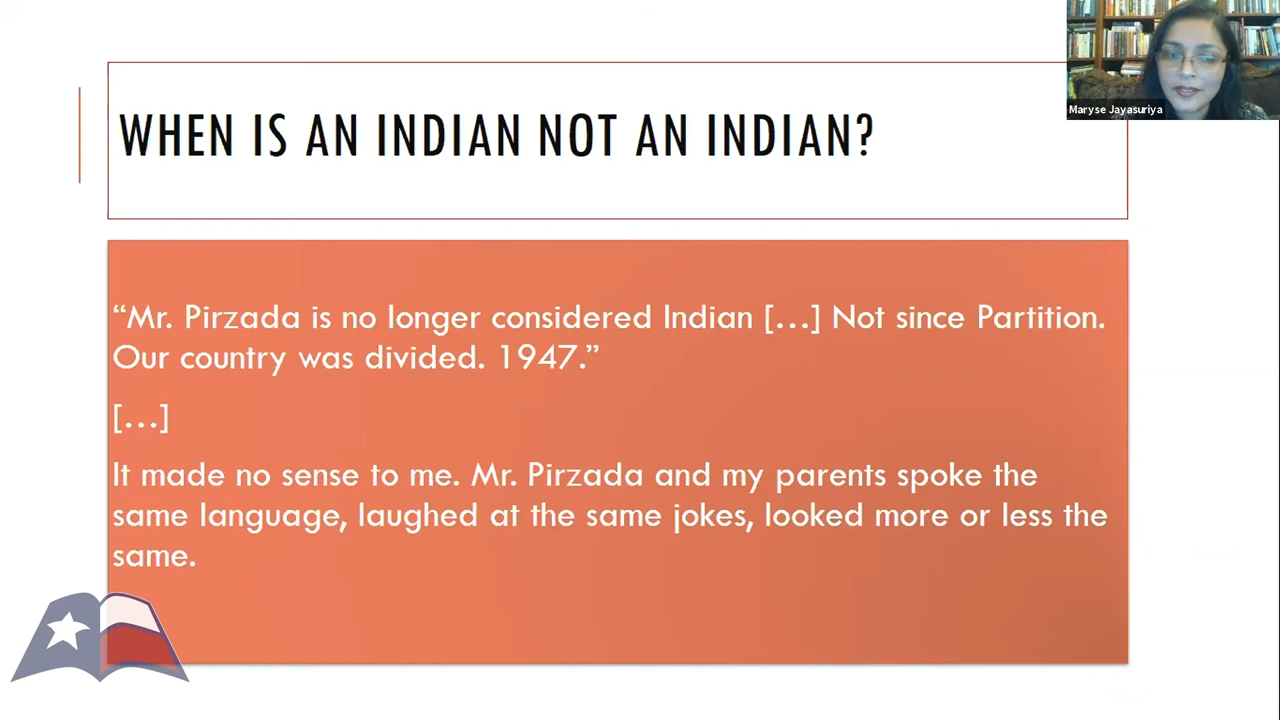 Maryse Jayasuriya
WHEN IS AN INDIAN NOT AN INDIAN?
“Mr. Pirzada is no longer considered Indian […] Not since Partition.
Our country was divided. 1947.”
[…]
It made no sense to me. Mr. Pirzada and my parents spoke the
same language, laughed at the same jokes, looked more or less the
same.